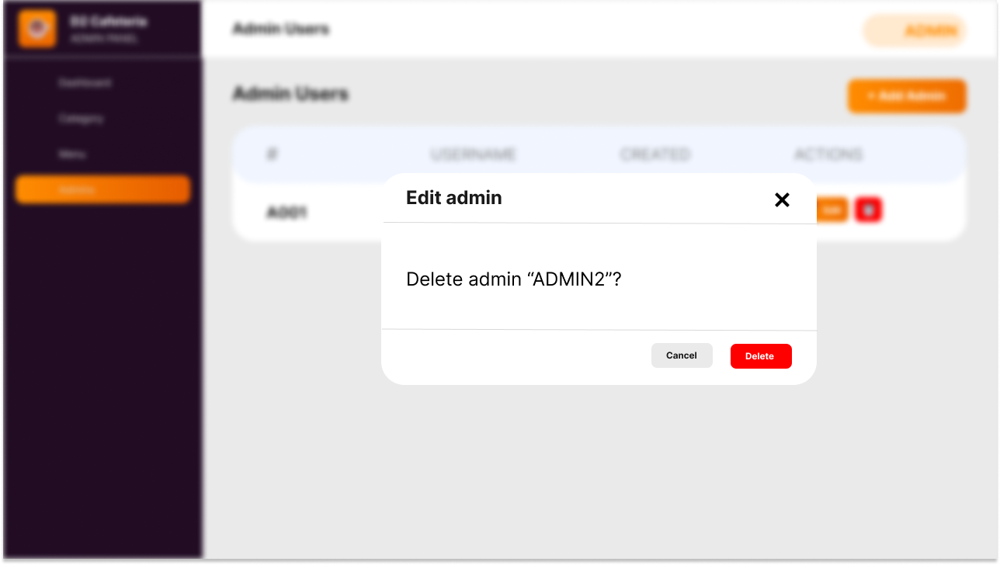 D2 Cafeteria
ADMIN PANEL
Admin Users
ADMIN
Dashboard
Category
Menu
Admins
Admin Users
+ Add Admin
# USERNAME CREATED ACTIONS
A001
Edit
Edit admin
Delete admin “ADMIN2”?
Cancel
Delete